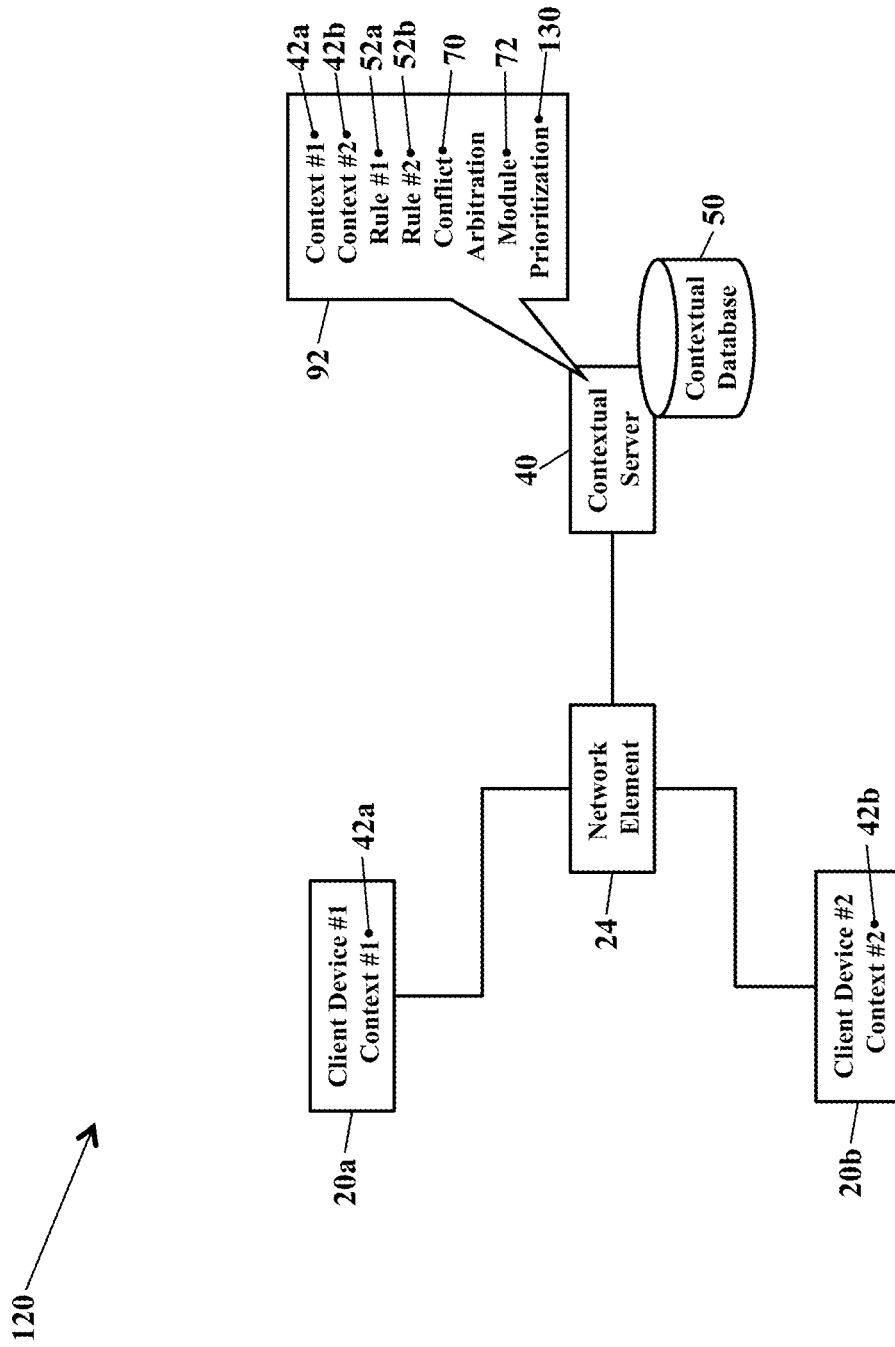 120
20a
Client Device #1
Context #1
42a
20b
Client Device #2
Context #2
42b
24
Network
Element
40
Contextual
Server
50
Contextual
Database
92
Context #1
42a
Context #2
42b
Rule #1
52a
Rule #2
52b
Conflict
70
Arbitration
Module
72
Prioritization
130